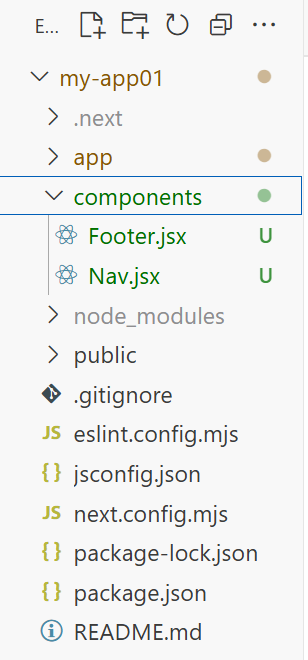 E...
my-app01
.next
app
components
Footer.jsx U
Nav.jsx U
node_modules
public
.gitignore
JS eslint.config.mjs
{ } jsconfig.json
JS next.config.mjs
{ } package-lock.json
{ } package.json
README.md